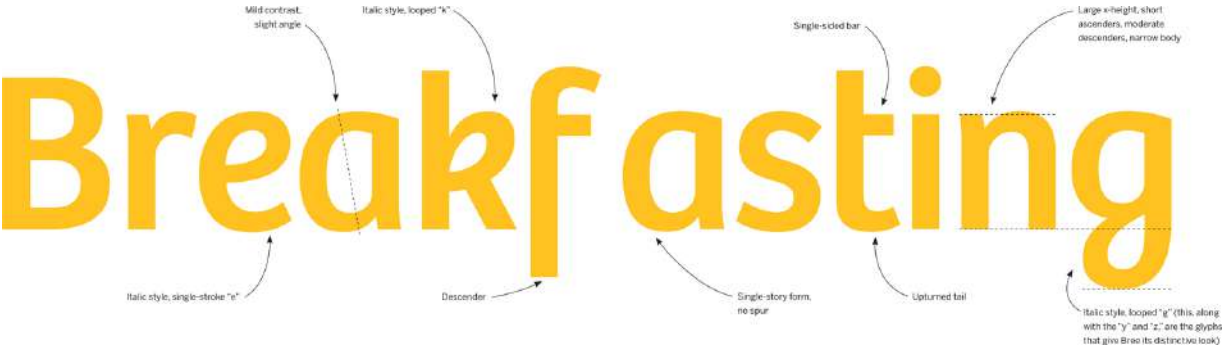 Mild contrast,
slight angle
Italic style, looped "k"
Single-sided bar
Large x-height, short
ascenders, moderate
descenders, narrow body
Breakfasting
Italic style, single-stroke "e"
Descender
Single-story form,
no spur
Upturned tail
Italic style, looped "g" (this, along
with the "y" and "z," are the glyphs
that give Bree its distinctive look)